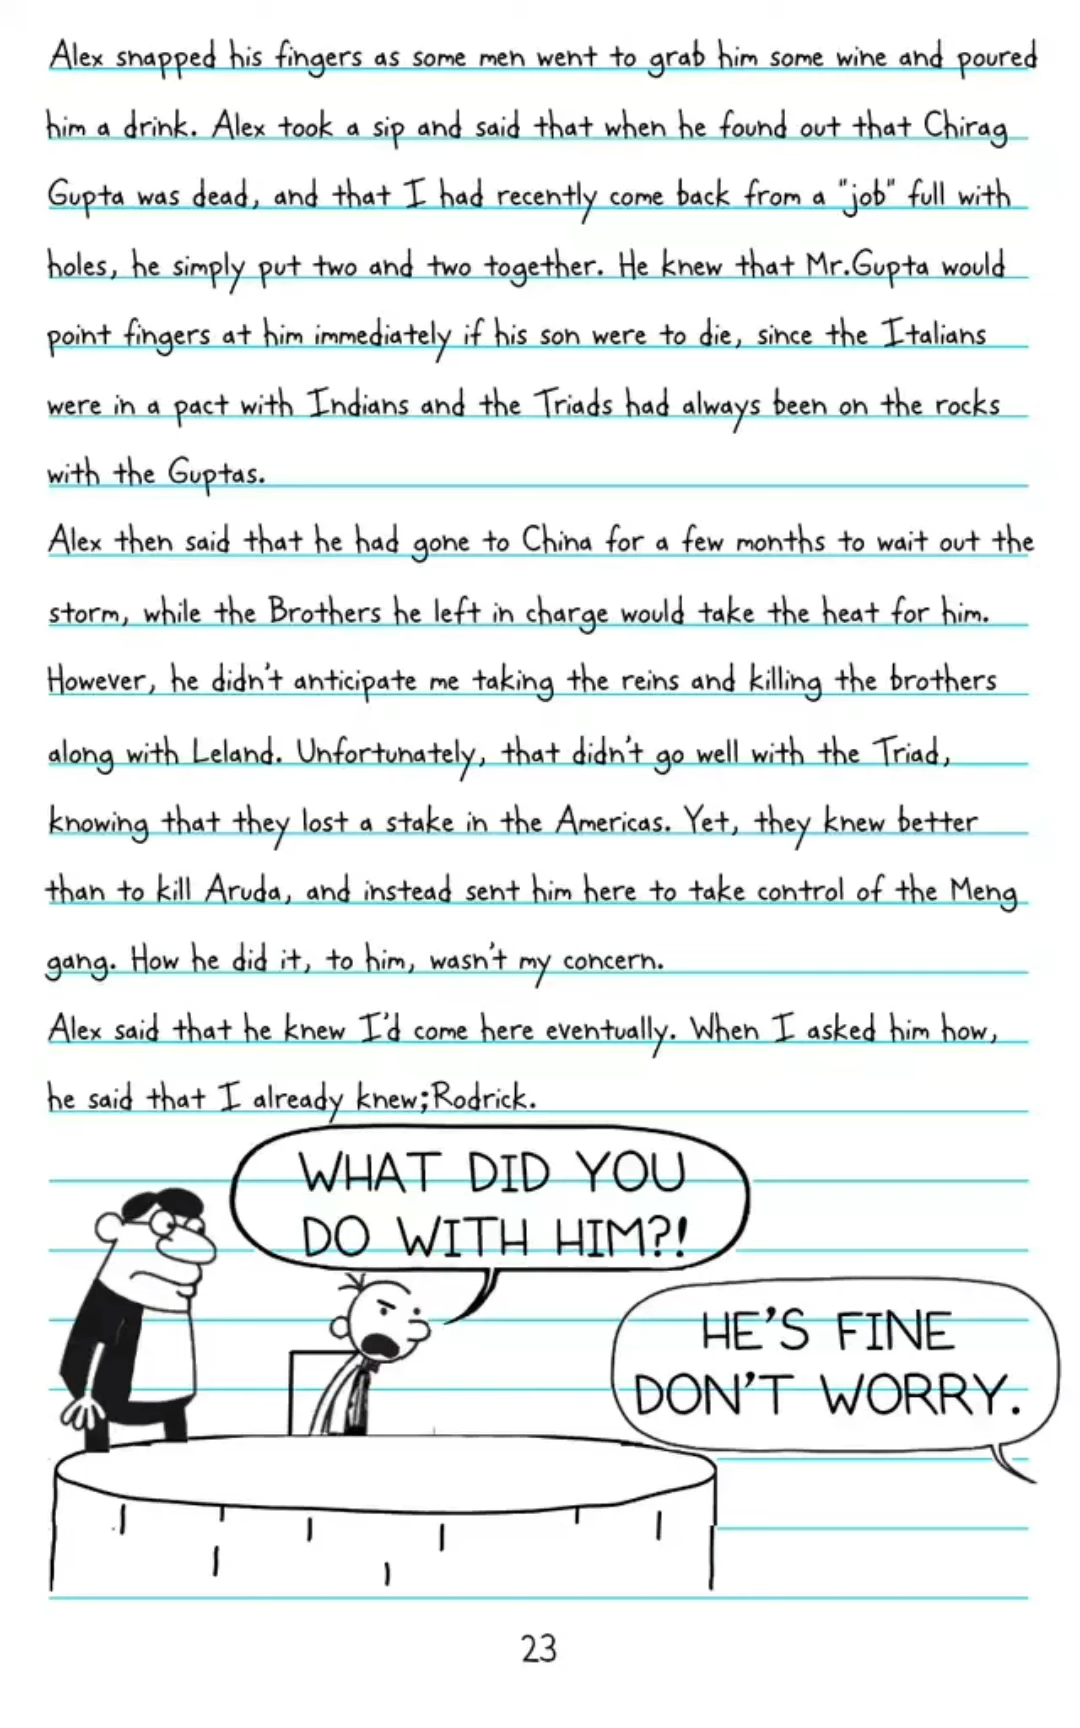 Alex snapped his fingers as some men went to grab him some wine and poured
him a drink. Alex took a sip and said that when he found out that Chirag
Gupta was dead, and that I had recently come back from a "job" full with
holes, he simply put two and two together. He knew that Mr.Gupta would
point fingers at him immediately if his son were to die, since the Italians
were in a pact with Indians and the Triads had always been on the rocks
with the Guptas.
Alex then said that he had gone to China for a few months to wait out the
storm, while the Brothers he left in charge would take the heat for him.
However, he didn't anticipate me taking the reins and killing the brothers
along with Leland. Unfortunately, that didn't go well with the Triad,
knowing that they lost a stake in the Americas. Yet, they knew better
than to kill Aruda, and instead sent him here to take control of the Meng
gang. How he did it, to him, wasn't my concern.
Alex said that he knew I'd come here eventually. When I asked him how,
he said that I already knew;Rodrick.
WHAT DID YOU
DO WITH HIM?!
HE'S FINE
DON'T WORRY.
23